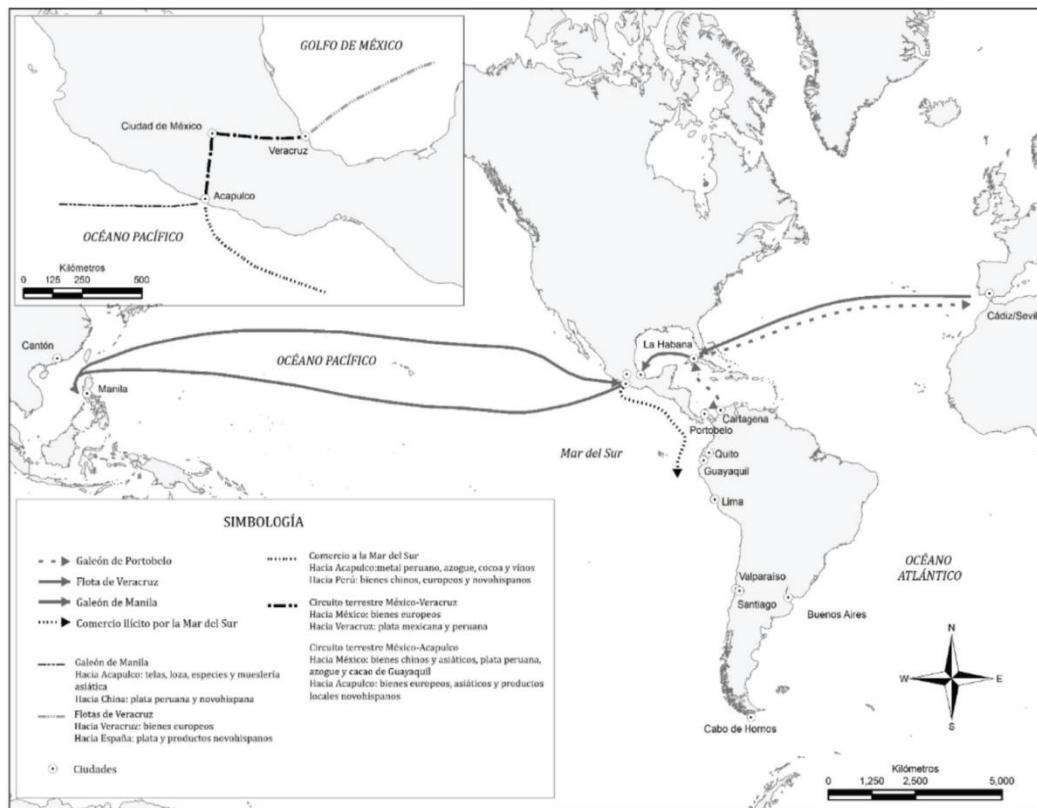 GOLFO DE MÉXICO
Ciudad de México
Veracruz
Acapulco
OCÉANO PACÍFICO
Kilómetros
0 125 250 500
Cantón
Manila
OCÉANO PACÍFICO
La Habana
Cádiz/Sevil
Cartagena
Portobelo
Mar del Sur
Quito
Guayaquil
Lima
OCÉANO
ATLÁNTICO
Valparaíso
Santiago
Buenos Aires
Cabo de Hornos
N
W
E
S
Kilómetros
0 1,250 2,500 5,000
SIMBOLOGÍA
Galeón de Portobelo
Flota de Veracruz
Galeón de Manila
Comercio ilícito por la Mar del Sur
Galeón de Manila
Hacia Acapulco: telas, loza, especies y mueslería
asiática
Hacia China: plata peruana y novohispana
Flotas de Veracruz
Hacia Veracruz: bienes europeos
Hacia España: plata y productos novohispanos
Ciudades
Comercio a la Mar del Sur
Hacia Acapulco:metal peruano, azogue, cocoa y vinos
Hacia Perú: bienes chinos, europeos y novohispanos
Circuito terrestre México-Veracruz
Hacia México: bienes europeos
Hacia Veracruz: plata mexicana y peruana
Circuito terrestre México-Acapulco
Hacia México: bienes chinos y asiáticos, plata peruana,
azogue y cacao de Guayaquil
Hacia Acapulco: bienes europeos, asiáticos y productos
locales novohispanos